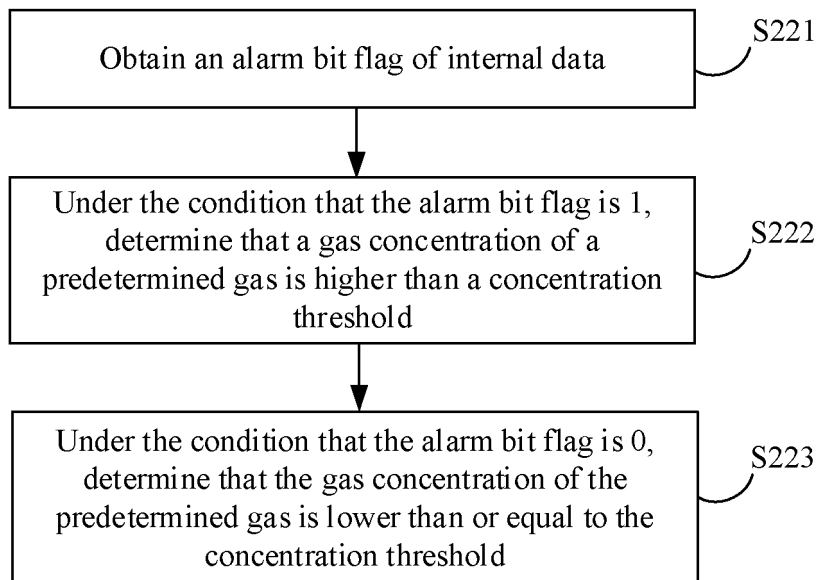 Obtain an alarm bit flag of internal data
S221
Under the condition that the alarm bit flag is 1,
determine that a gas concentration of a
predetermined gas is higher than a concentration
threshold
S222
Under the condition that the alarm bit flag is 0,
determine that the gas concentration of the
predetermined gas is lower than or equal to the
concentration threshold
S223